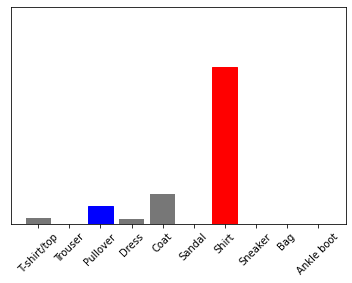 T-shirt/top
Trouser
Pullover
Dress
Coat
Sandal
Shirt
Sneaker
Bag
Ankle boot